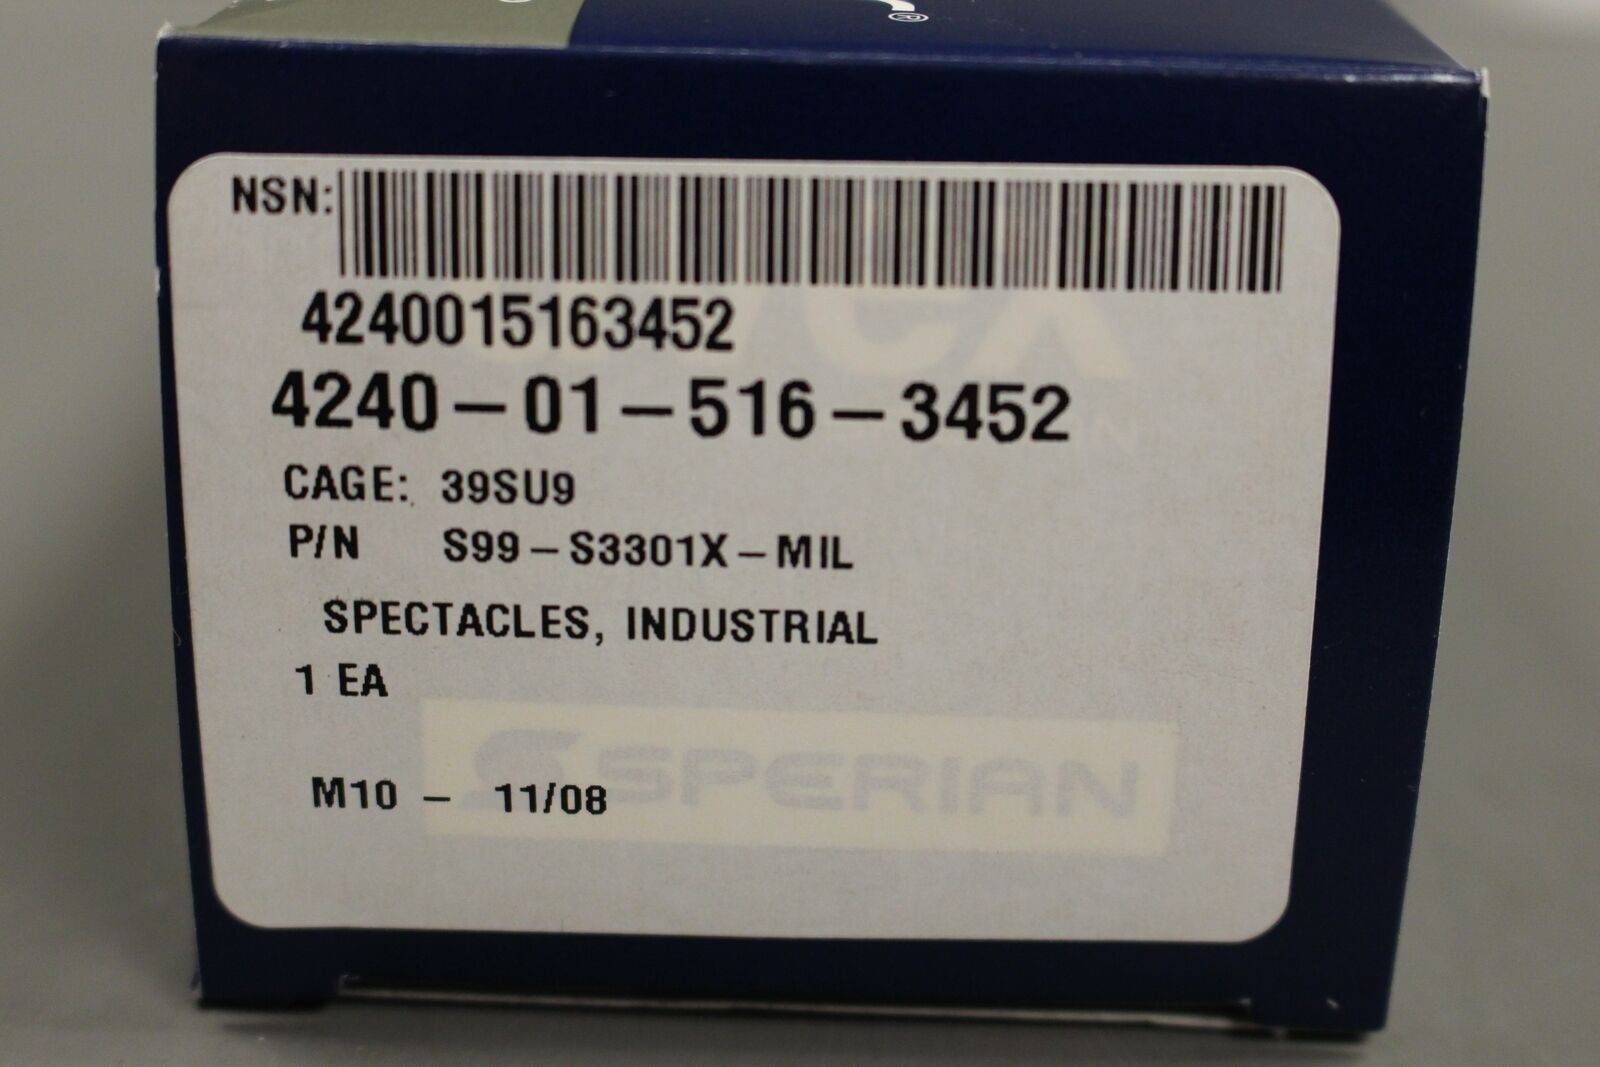 ®
NSN:
4240015163452
4240-01-516-3452
CAGE: 39SU9
P/N S99-S3301X-MIL
SPECTACLES, INDUSTRIAL
1 EA
SPERIAN
M10 - 11/08